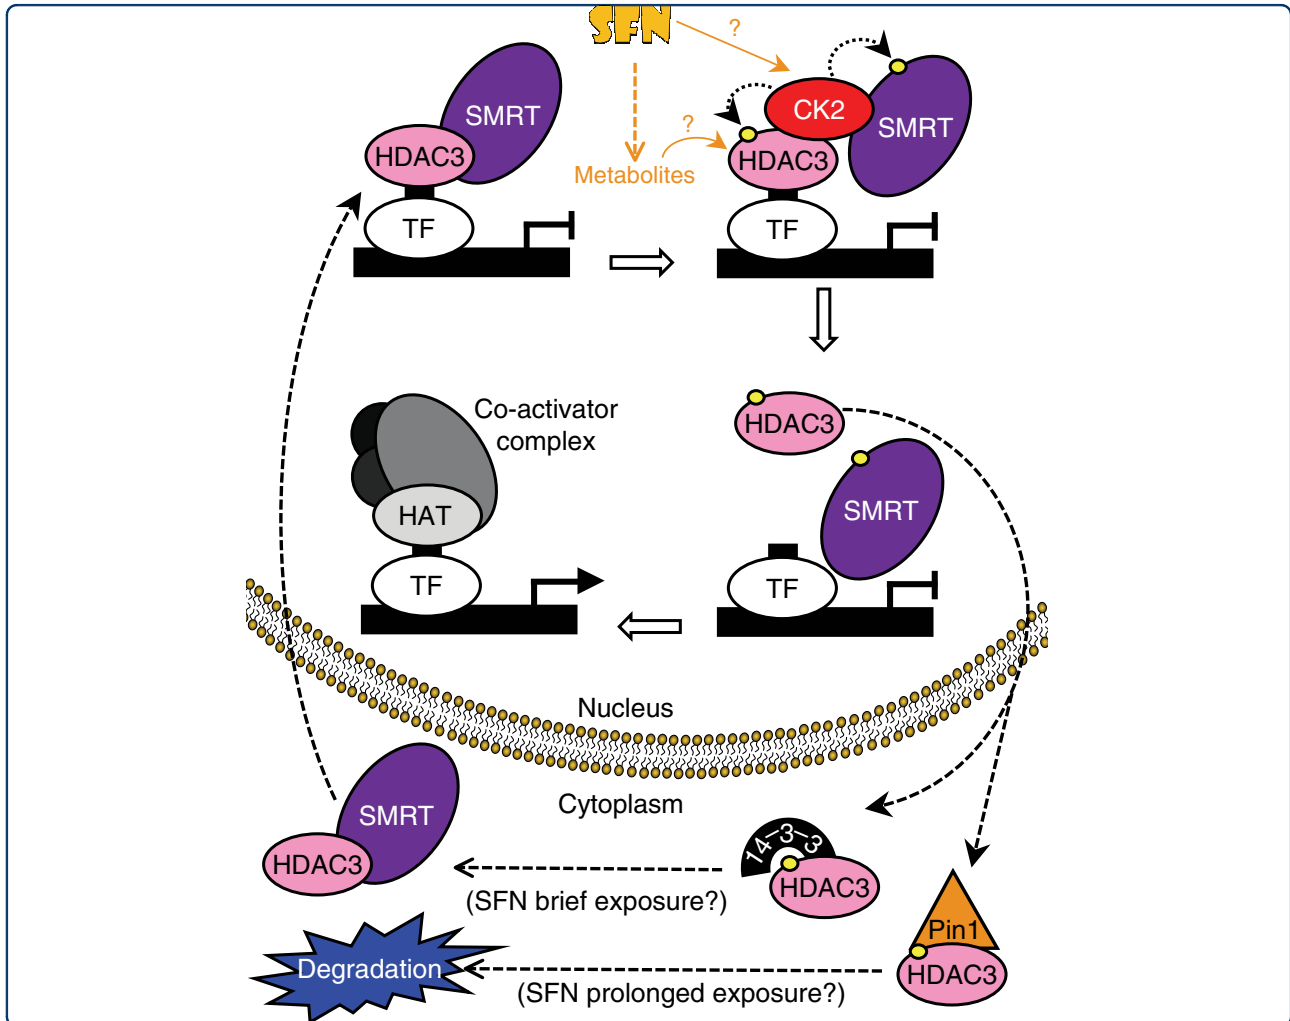 SFN
?
SMRT
HDAC3
TF
?
Metabolites
CK2
SMRT
HDAC3
TF
Co-activator
complex
HAT
TF
HDAC3
SMRT
TF
Nucleus
Cytoplasm
SMRT
HDAC3
(SFN brief exposure?)
14–3–3
HDAC3
Pin1
HDAC3
Degradation
(SFN prolonged exposure?)